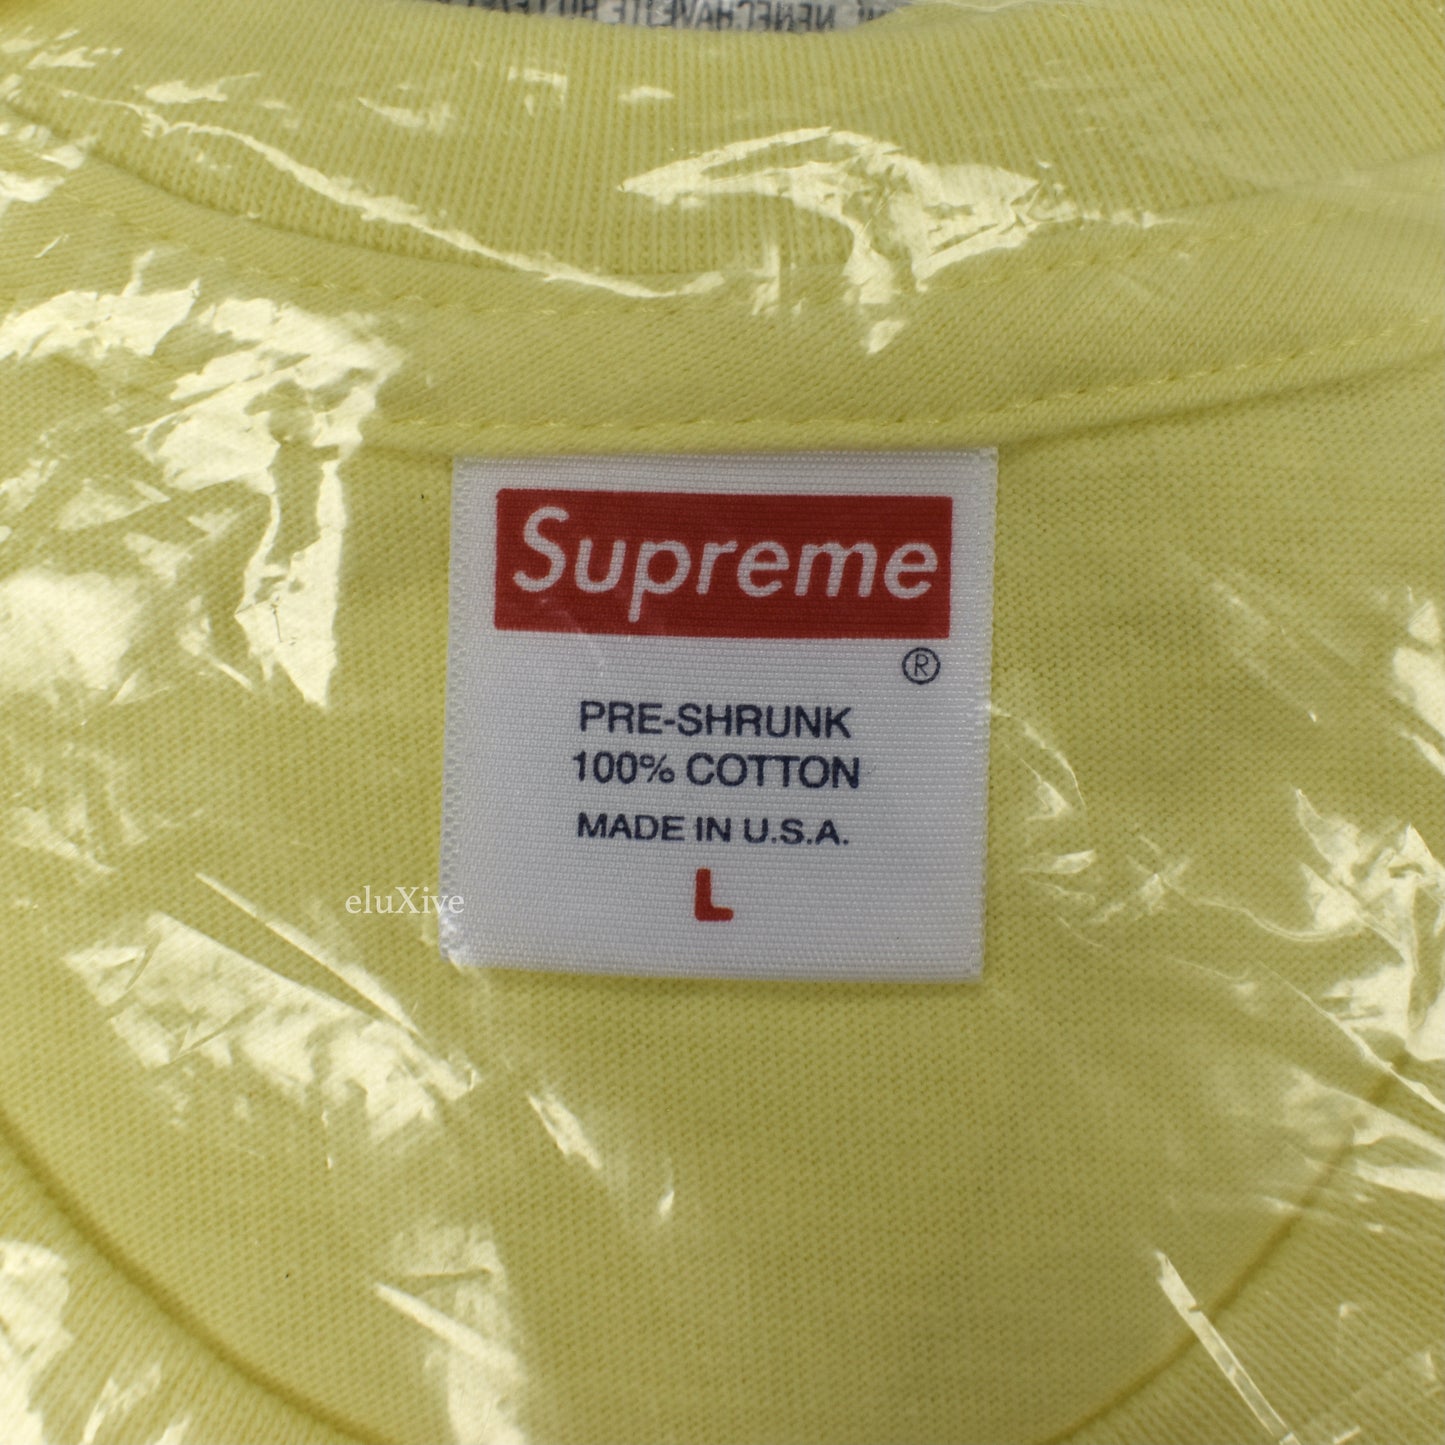 Supreme
®
PRE-SHRUNK
100% COTTON
MADE IN U.S.A.
L
eluXive